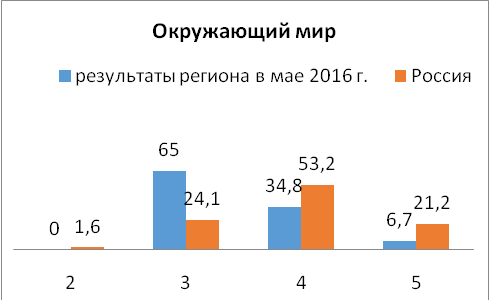 Окружающий мир
результаты региона в мае 2016 г. Россия
65
53,2
34,8
24,1
21,2
0 1,6
6,7
2 3 4 5